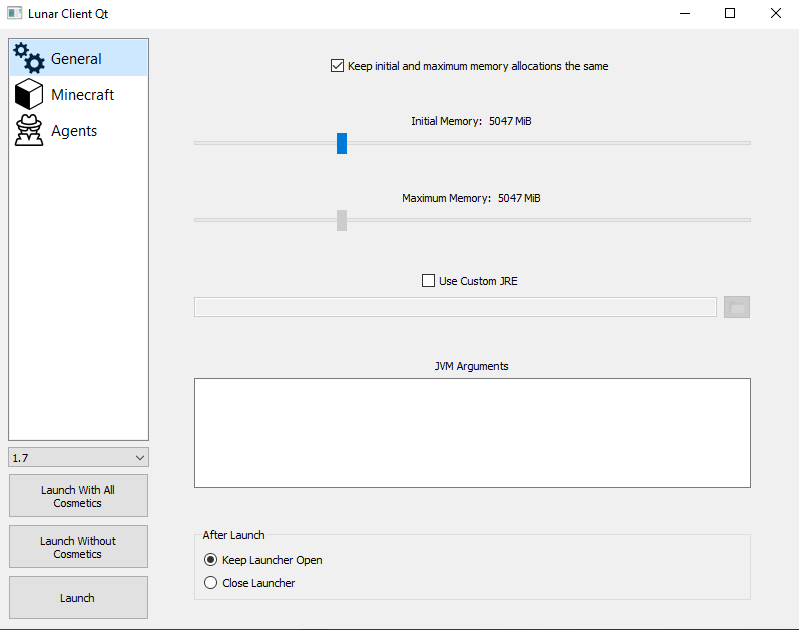 Lunar Client Qt
General
Minecraft
Agents
1.7
Launch With All
Cosmetics
Launch Without
Cosmetics
Launch
Keep initial and maximum memory allocations the same
Initial Memory: 5047 MiB
Maximum Memory: 5047 MiB
Use Custom JRE
JVM Arguments
After Launch
Keep Launcher Open
Close Launcher